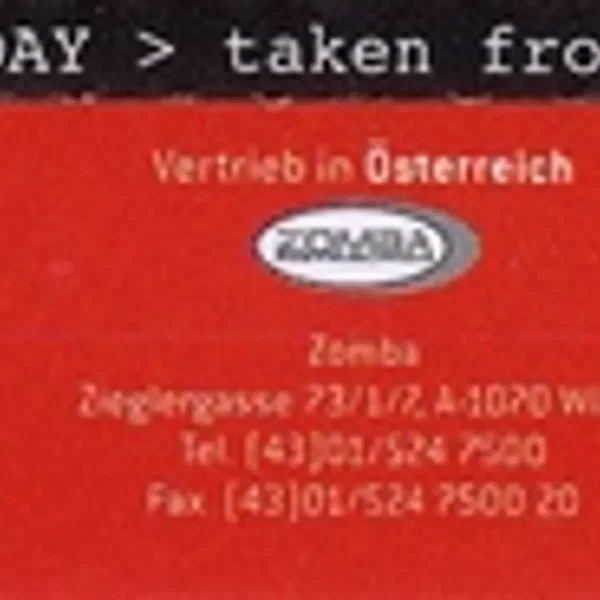 DAY > taken fro
Vertrieb in Österreich
ZOMBA
Zomba
Zieglergasse 73/1/7, A-1070 Wi
Tel. (43)01/524 7500
Fax (43)01/524 7500 20